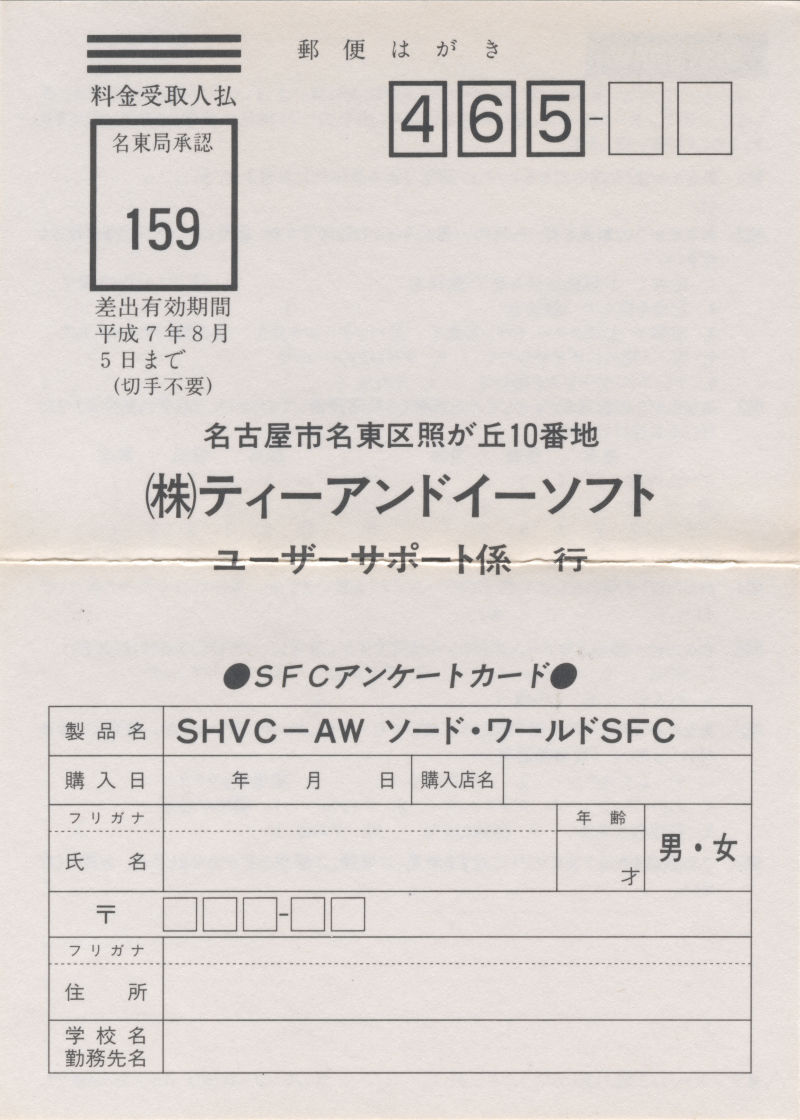 郵便はがき
料金受取人払
465-
名東局承認
159
差出有効期間
平成7年8月
5日まで
(切手不要)
名古屋市名東区照が丘10番地
㈱ティーアンドイーソフト
ユーザーサポート係 行
●SFCアンケートカード●
製品名 SHVC－AW ソード・ワールドSFC
購入日 年 月 日 購入店名
フリガナ 年齢
氏名 才 男・女
〒 -
フリガナ
住所
学校名
勤務先名